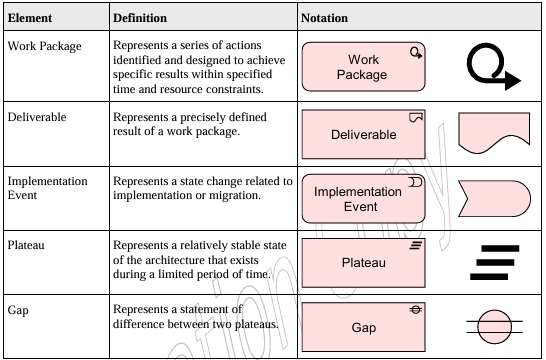 Element Definition Notation
Work Package
Represents a series of actions
identified and designed to achieve
specific results within specified
time and resource constraints.
Work
Package
Deliverable
Represents a precisely defined
result of a work package.
Deliverable
Implementation
Event
Represents a state change related to
implementation or migration.
Implementation
Event
Plateau
Represents a relatively stable state
of the architecture that exists
during a limited period of time.
Plateau
Gap
Represents a statement of
difference between two plateaus.
Gap